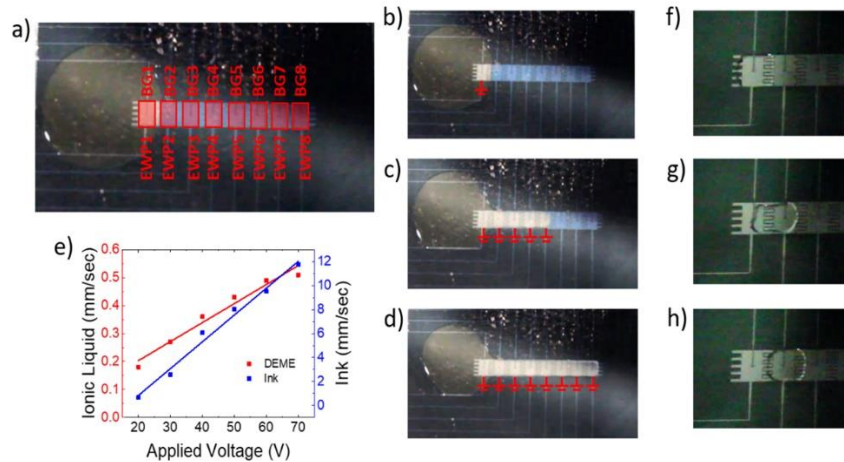 a)
BG1 BG2 BG3 BG4 BG5 BG6 BG7 BG8
EWP1 EWP2 EWP3 EWP4 EWP5 EWP6 EWP7 EWP8
b)
c)
d)
e)
Ionic Liquid (mm/sec)
0.6
0.5
0.4
0.3
0.2
0.1
0.0
20 30 40 50 60 70
Applied Voltage (V)
DEME
Ink
12
10
8
6
4
2
0
Ink (mm/sec)
f)
g)
h)